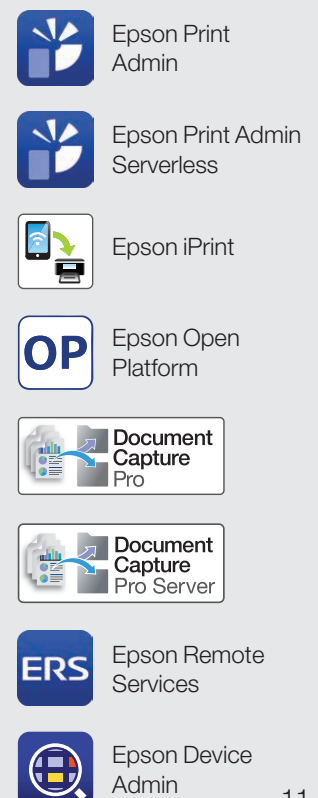 Epson Print
Admin
Epson Print Admin
Serverless
Epson iPrint
OP
Epson Open
Platform
Document
Capture
Pro
Document
Capture
Pro Server
ERS
Epson Remote
Services
Epson Device
Admin
11